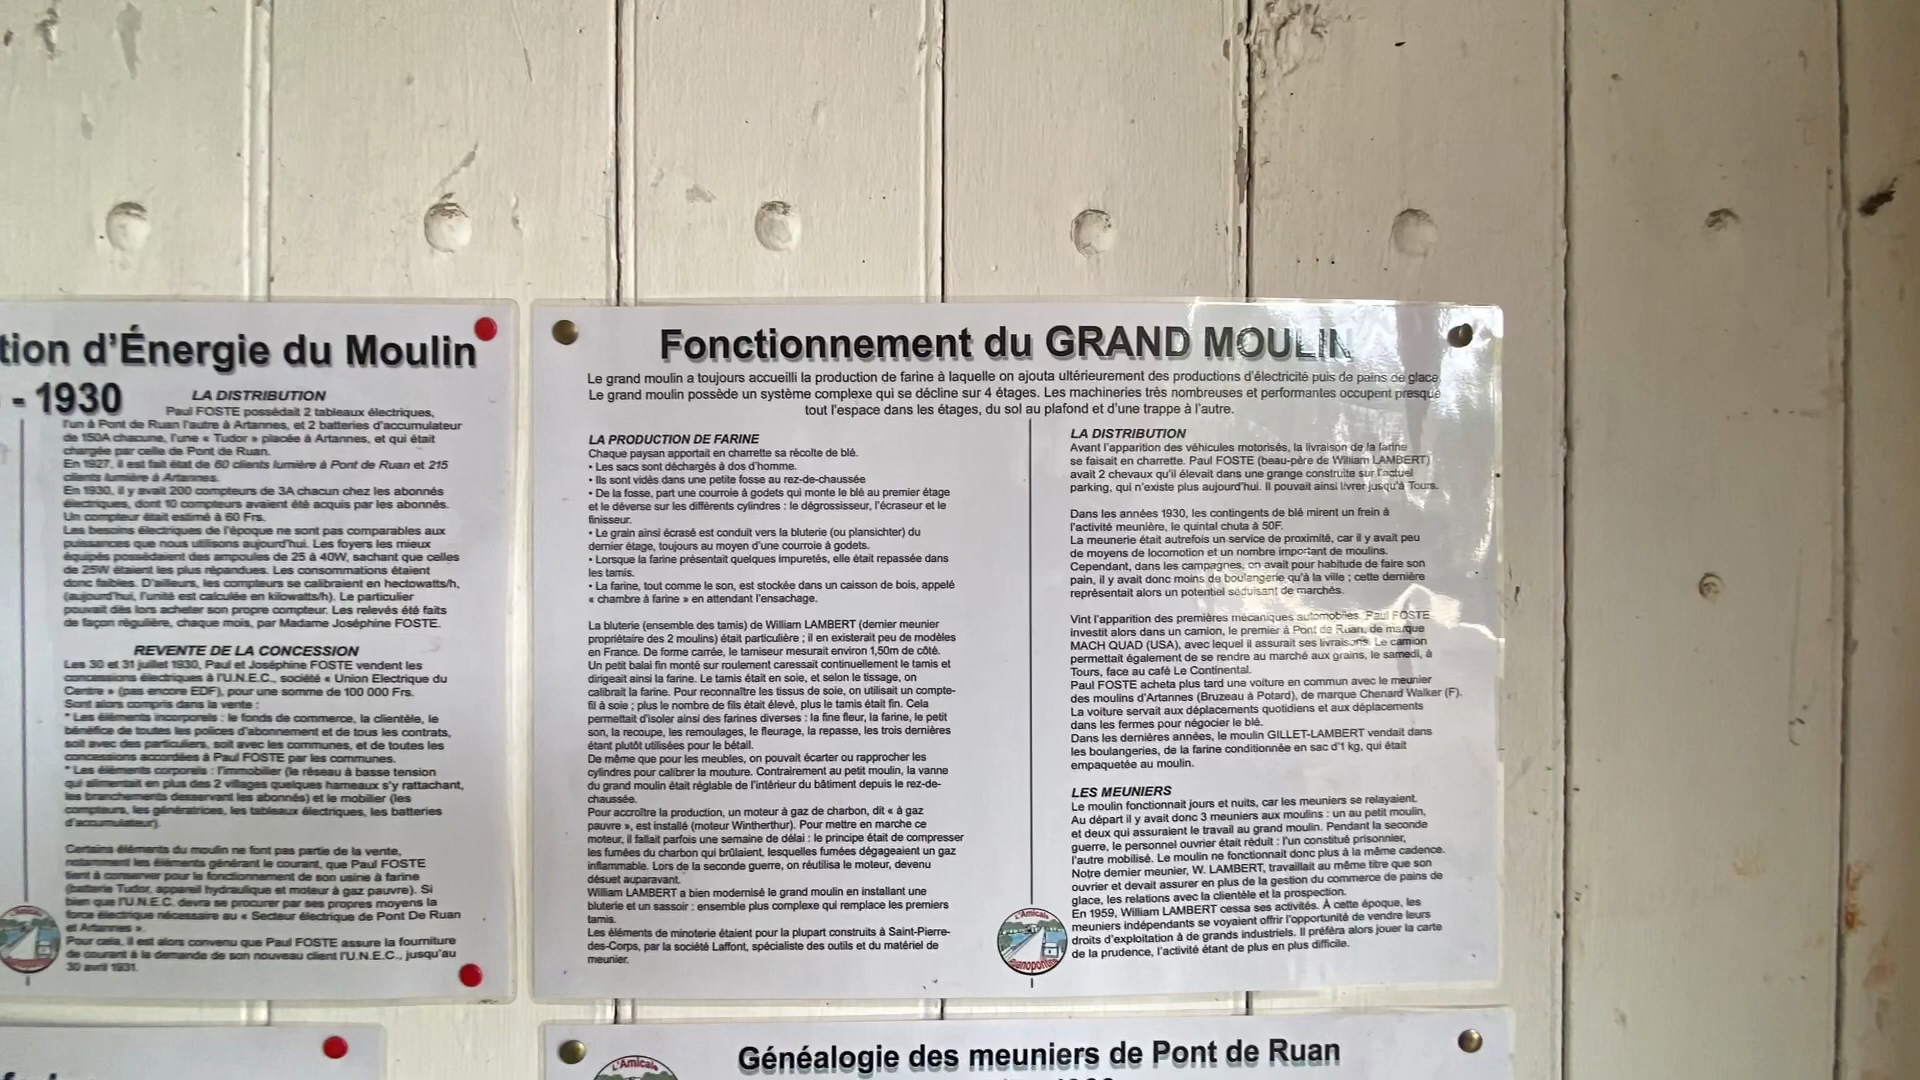 tion d'Énergie du Moulin
- 1930
LA DISTRIBUTION
Paul FOSTE possédait 2 tableaux électriques,
l'un à Pont de Ruan l'autre à Artannes, et 2 batteries d'accumulateur
de 150A chacune, l'une « Tudor » placée à Artannes, et qui était
chargée par celle de Pont de Ruan.
En 1927, il est fait état de 60 clients lumière à Pont de Ruan et 215
clients lumière à Artannes.
En 1930, il y avait 200 compteurs de 3A chacun chez les abonnés
électriques, dont 10 compteurs avaient été acquis par les abonnés.
Un compteur était estimé à 60 Frs.
Les besoins électriques de l'époque ne sont pas comparables aux
puissances que nous utilisons aujourd'hui. Les foyers les mieux
équipés possédaient des ampoules de 25 à 40W, sachant que celles
de 25W étaient les plus répandues. Les consommations étaient
donc faibles. D'ailleurs, les compteurs se calibraient en hectowatts/h,
(aujourd'hui, l'unité est calculée en kilowatts/h). Le particulier
pouvait dès lors acheter son propre compteur. Les relevés été faits
de façon régulière, chaque mois, par Madame Joséphine FOSTE.
REVENTE DE LA CONCESSION
Les 30 et 31 juillet 1930, Paul et Joséphine FOSTE vendent les
concessions électriques à l'U.N.E.C., société « Union Electrique du
Centre » (pas encore EDF), pour une somme de 100 000 Frs.
Sont alors compris dans la vente :
* Les éléments incorporels : le fonds de commerce, la clientèle, le
bénéfice de toutes les polices d'abonnement et de tous les contrats,
soit avec des particuliers, soit avec les communes, et de toutes les
concessions accordées à Paul FOSTE par les communes.
* Les éléments corporels : l'immobilier (le réseau à basse tension
qui alimentait en plus des 2 villages quelques hameaux s'y rattachant,
les branchements desservant les abonnés) et le mobilier (les
compteurs, les génératrices, les tableaux électriques, les batteries
d'accumulateur).
Certains éléments du moulin ne font pas partie de la vente,
notamment les éléments générant le courant, que Paul FOSTE
tient à conserver pour le fonctionnement de son usine à farine
(batterie Tudor, appareil hydraulique et moteur à gaz pauvre). Si
bien que l'U.N.E.C. devra se procurer par ses propres moyens la
force électrique nécessaire au « Secteur électrique de Pont De Ruan
et Artannes ».
Pour cela, il est alors convenu que Paul FOSTE assure la fourniture
de courant à la demande de son nouveau client l'U.N.E.C., jusqu'au
30 avril 1931.
Fonctionnement du GRAND MOULIN
Le grand moulin a toujours accueilli la production de farine à laquelle on ajouta ultérieurement des productions d'électricité puis de pains de glace.
Le grand moulin possède un système complexe qui se décline sur 4 étages. Les machineries très nombreuses et performantes occupent presque
tout l'espace dans les étages, du sol au plafond et d'une trappe à l'autre.
LA PRODUCTION DE FARINE
Chaque paysan apportait en charrette sa récolte de blé.
• Les sacs sont déchargés à dos d'homme.
• Ils sont vidés dans une petite fosse au rez-de-chaussée
• De la fosse, part une courroie à godets qui monte le blé au premier étage
et le déverse sur les différents cylindres : le dégrossisseur, l'écraseur et le
finisseur.
• Le grain ainsi écrasé est conduit vers la bluterie (ou plansichter) du
dernier étage, toujours au moyen d'une courroie à godets.
• Lorsque la farine présentait quelques impuretés, elle était repassée dans
les tamis.
• La farine, tout comme le son, est stockée dans un caisson de bois, appelé
« chambre à farine » en attendant l'ensachage.
La bluterie (ensemble des tamis) de William LAMBERT (dernier meunier
propriétaire des 2 moulins) était particulière ; il en existerait peu de modèles
en France. De forme carrée, le tamiseur mesurait environ 1,50m de côté.
Un petit balai fin monté sur roulement caressait continuellement le tamis et
dirigeait ainsi la farine. Le tamis était en soie, et selon le tissage, on
calibrait la farine. Pour reconnaître les tissus de soie, on utilisait un compte-
fil à soie ; plus le nombre de fils était élevé, plus le tamis était fin. Cela
permettait d'isoler ainsi des farines diverses : la fine fleur, la farine, le petit
son, la recoupe, les remoulages, le fleurage, la repasse, les trois dernières
étant plutôt utilisées pour le bétail.
De même que pour les meubles, on pouvait écarter ou rapprocher les
cylindres pour calibrer la mouture. Contrairement au petit moulin, la vanne
du grand moulin était réglable de l'intérieur du bâtiment depuis le rez-de-
chaussée.
Pour accroître la production, un moteur à gaz de charbon, dit « à gaz
pauvre », est installé (moteur Wintherthur). Pour mettre en marche ce
moteur, il fallait parfois une semaine de délai : le principe était de compresser
les fumées du charbon qui brûlaient, lesquelles fumées dégageaient un gaz
inflammable. Lors de la seconde guerre, on réutilisa le moteur, devenu
désuet auparavant.
William LAMBERT a bien modernisé le grand moulin en installant une
bluterie et un sassoir : ensemble plus complexe qui remplace les premiers
tamis.
Les éléments de minoterie étaient pour la plupart construits à Saint-Pierre-
des-Corps, par la société Laffont, spécialiste des outils et du matériel de
meunier.
LA DISTRIBUTION
Avant l'apparition des véhicules motorisés, la livraison de la farine
se faisait en charrette. Paul FOSTE (beau-père de William LAMBERT)
avait 2 chevaux qu'il élevait dans une grange construite sur l'actuel
parking, qui n'existe plus aujourd'hui. Il pouvait ainsi livrer jusqu'à Tours.
Dans les années 1930, les contingents de blé mirent un frein à
l'activité meunière, le quintal chuta à 50F.
La meunerie était autrefois un service de proximité, car il y avait peu
de moyens de locomotion et un nombre important de moulins.
Cependant, dans les campagnes, on avait pour habitude de faire son
pain, il y avait donc moins de boulangerie qu'à la ville ; cette dernière
représentait alors un potentiel séduisant de marchés.
Vint l'apparition des premières mécaniques automobiles. Paul FOSTE
investit alors dans un camion, le premier à Pont de Ruan, de marque
MACH QUAD (USA), avec lequel il assurait ses livraisons. Le camion
permettait également de se rendre au marché aux grains, le samedi, à
Tours, face au café Le Continental.
Paul FOSTE acheta plus tard une voiture en commun avec le meunier
des moulins d'Artannes (Bruzeau à Potard), de marque Chenard Walker (F).
La voiture servait aux déplacements quotidiens et aux déplacements
dans les fermes pour négocier le blé.
Dans les dernières années, le moulin GILLET-LAMBERT vendait dans
les boulangeries, de la farine conditionnée en sac d'1 kg, qui était
empaquetée au moulin.
LES MEUNIERS
Le moulin fonctionnait jours et nuits, car les meuniers se relayaient.
Au départ il y avait donc 3 meuniers aux moulins : un au petit moulin,
et deux qui assuraient le travail au grand moulin. Pendant la seconde
guerre, le personnel ouvrier était réduit : l'un constitué prisonnier,
l'autre mobilisé. Le moulin ne fonctionnait donc plus à la même cadence.
Notre dernier meunier, W. LAMBERT, travaillait au même titre que son
ouvrier et devait assurer en plus de la gestion du commerce de pains de
glace, les relations avec la clientèle et la prospection.
En 1959, William LAMBERT cessa ses activités. À cette époque, les
meuniers indépendants se voyaient offrir l'opportunité de vendre leurs
droits d'exploitation à de grands industriels. Il préféra alors jouer la carte
de la prudence, l'activité étant de plus en plus difficile.
L'Amicale
L'Amicale
Généalogie des meuniers de Pont de Ruan